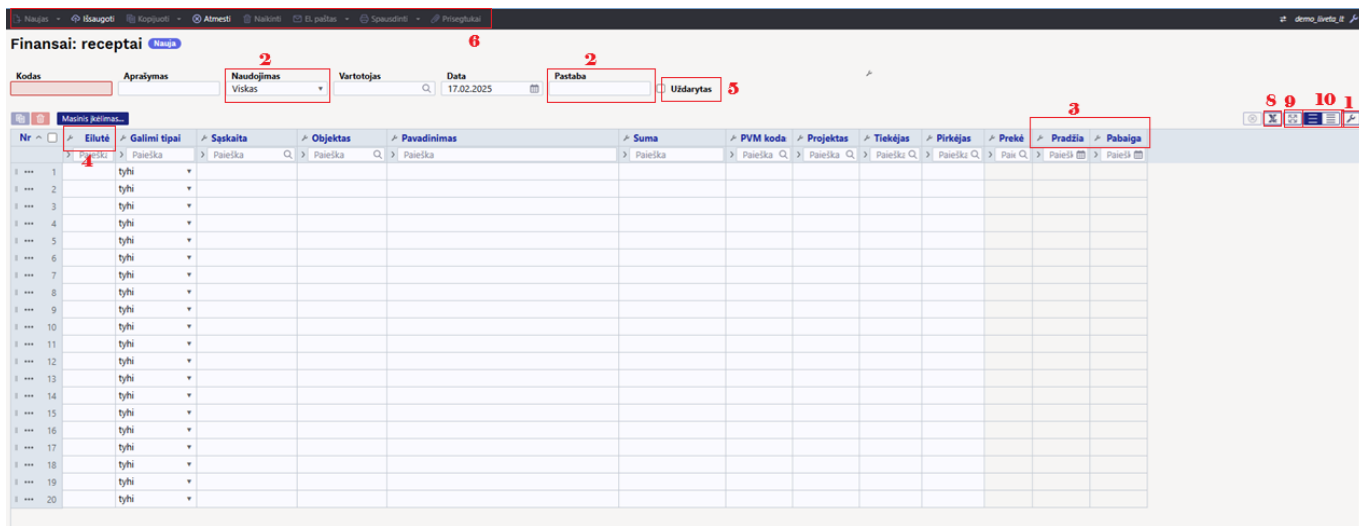 Naujas Išsaugoti Kopijuoti Atmesti Naikinti El. paštas Spausdinti Prisegtukai demo_liveta_lt
Finansai: receptai Nauja 6
2 2
Kodas Aprašymas Naudojimas Vartotojas Data Pastaba
Viskas 17.02.2025 Uždarytas 5
Masinis įkėlimas... 3 8 9 10 1
Nr Eilutė Galimi tipai Sąskaita Objektas Pavadinimas Suma PVM koda Projektas Tiekėjas Pirkėjas Prekė Pradžia Pabaiga
Paieška Paieška Paieška Paieška Paieška Paieška Paieška Paieška
4
1 tyhi
2 tyhi
3 tyhi
4 tyhi
5 tyhi
6 tyhi
7 tyhi
8 tyhi
9 tyhi
10 tyhi
11 tyhi
12 tyhi
13 tyhi
14 tyhi
15 tyhi
16 tyhi
17 tyhi
18 tyhi
19 tyhi
20 tyhi